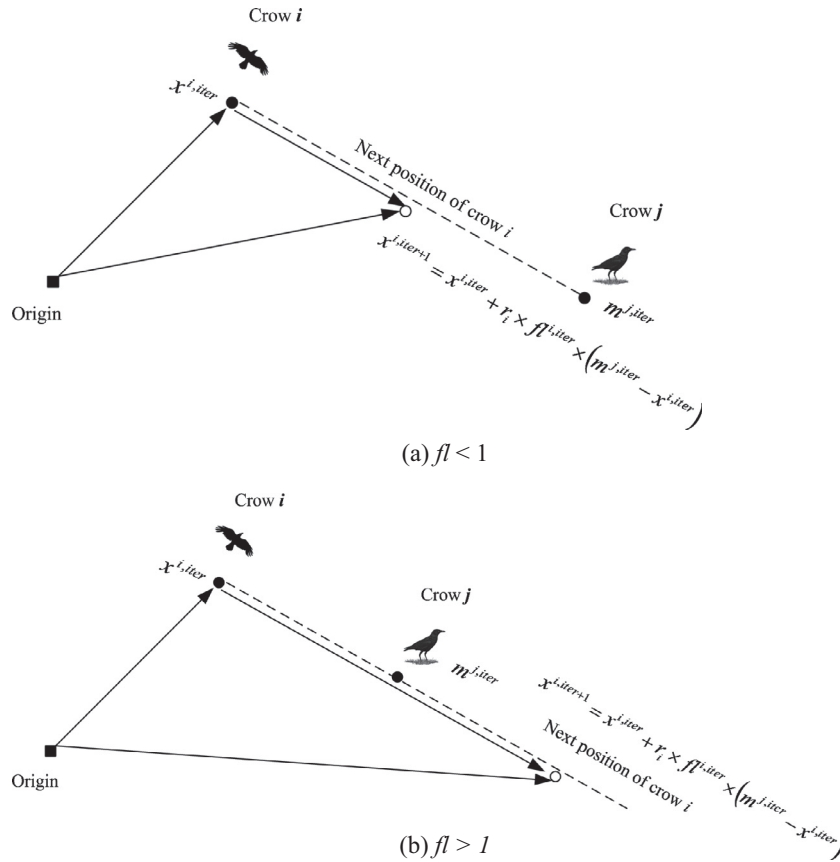 Crow i
x^{i,iter}
Next position of crow i
Crow j
m^{j,iter}
x^{i,iter+1} = x^{i,iter} + r_i × fl^{i,iter} × (m^{j,iter} − x^{i,iter})
Origin
(a) fl < 1
Crow i
x^{i,iter}
Crow j
m^{j,iter}
x^{i,iter+1} = x^{i,iter} + r_i × fl^{i,iter} × (m^{j,iter} − x^{i,iter})
Next position of crow i
Origin
(b) fl > 1